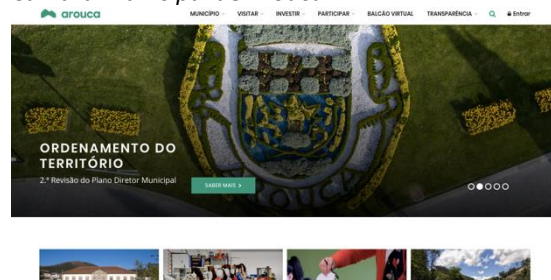 arouca
MUNICÍPIO VISITAR INVESTIR PARTICIPAR BALCÃO VIRTUAL TRANSPARÊNCIA Entrar
AROUCA
ORDENAMENTO DO
TERRITÓRIO
2.ª Revisão do Plano Diretor Municipal
SABER MAIS >